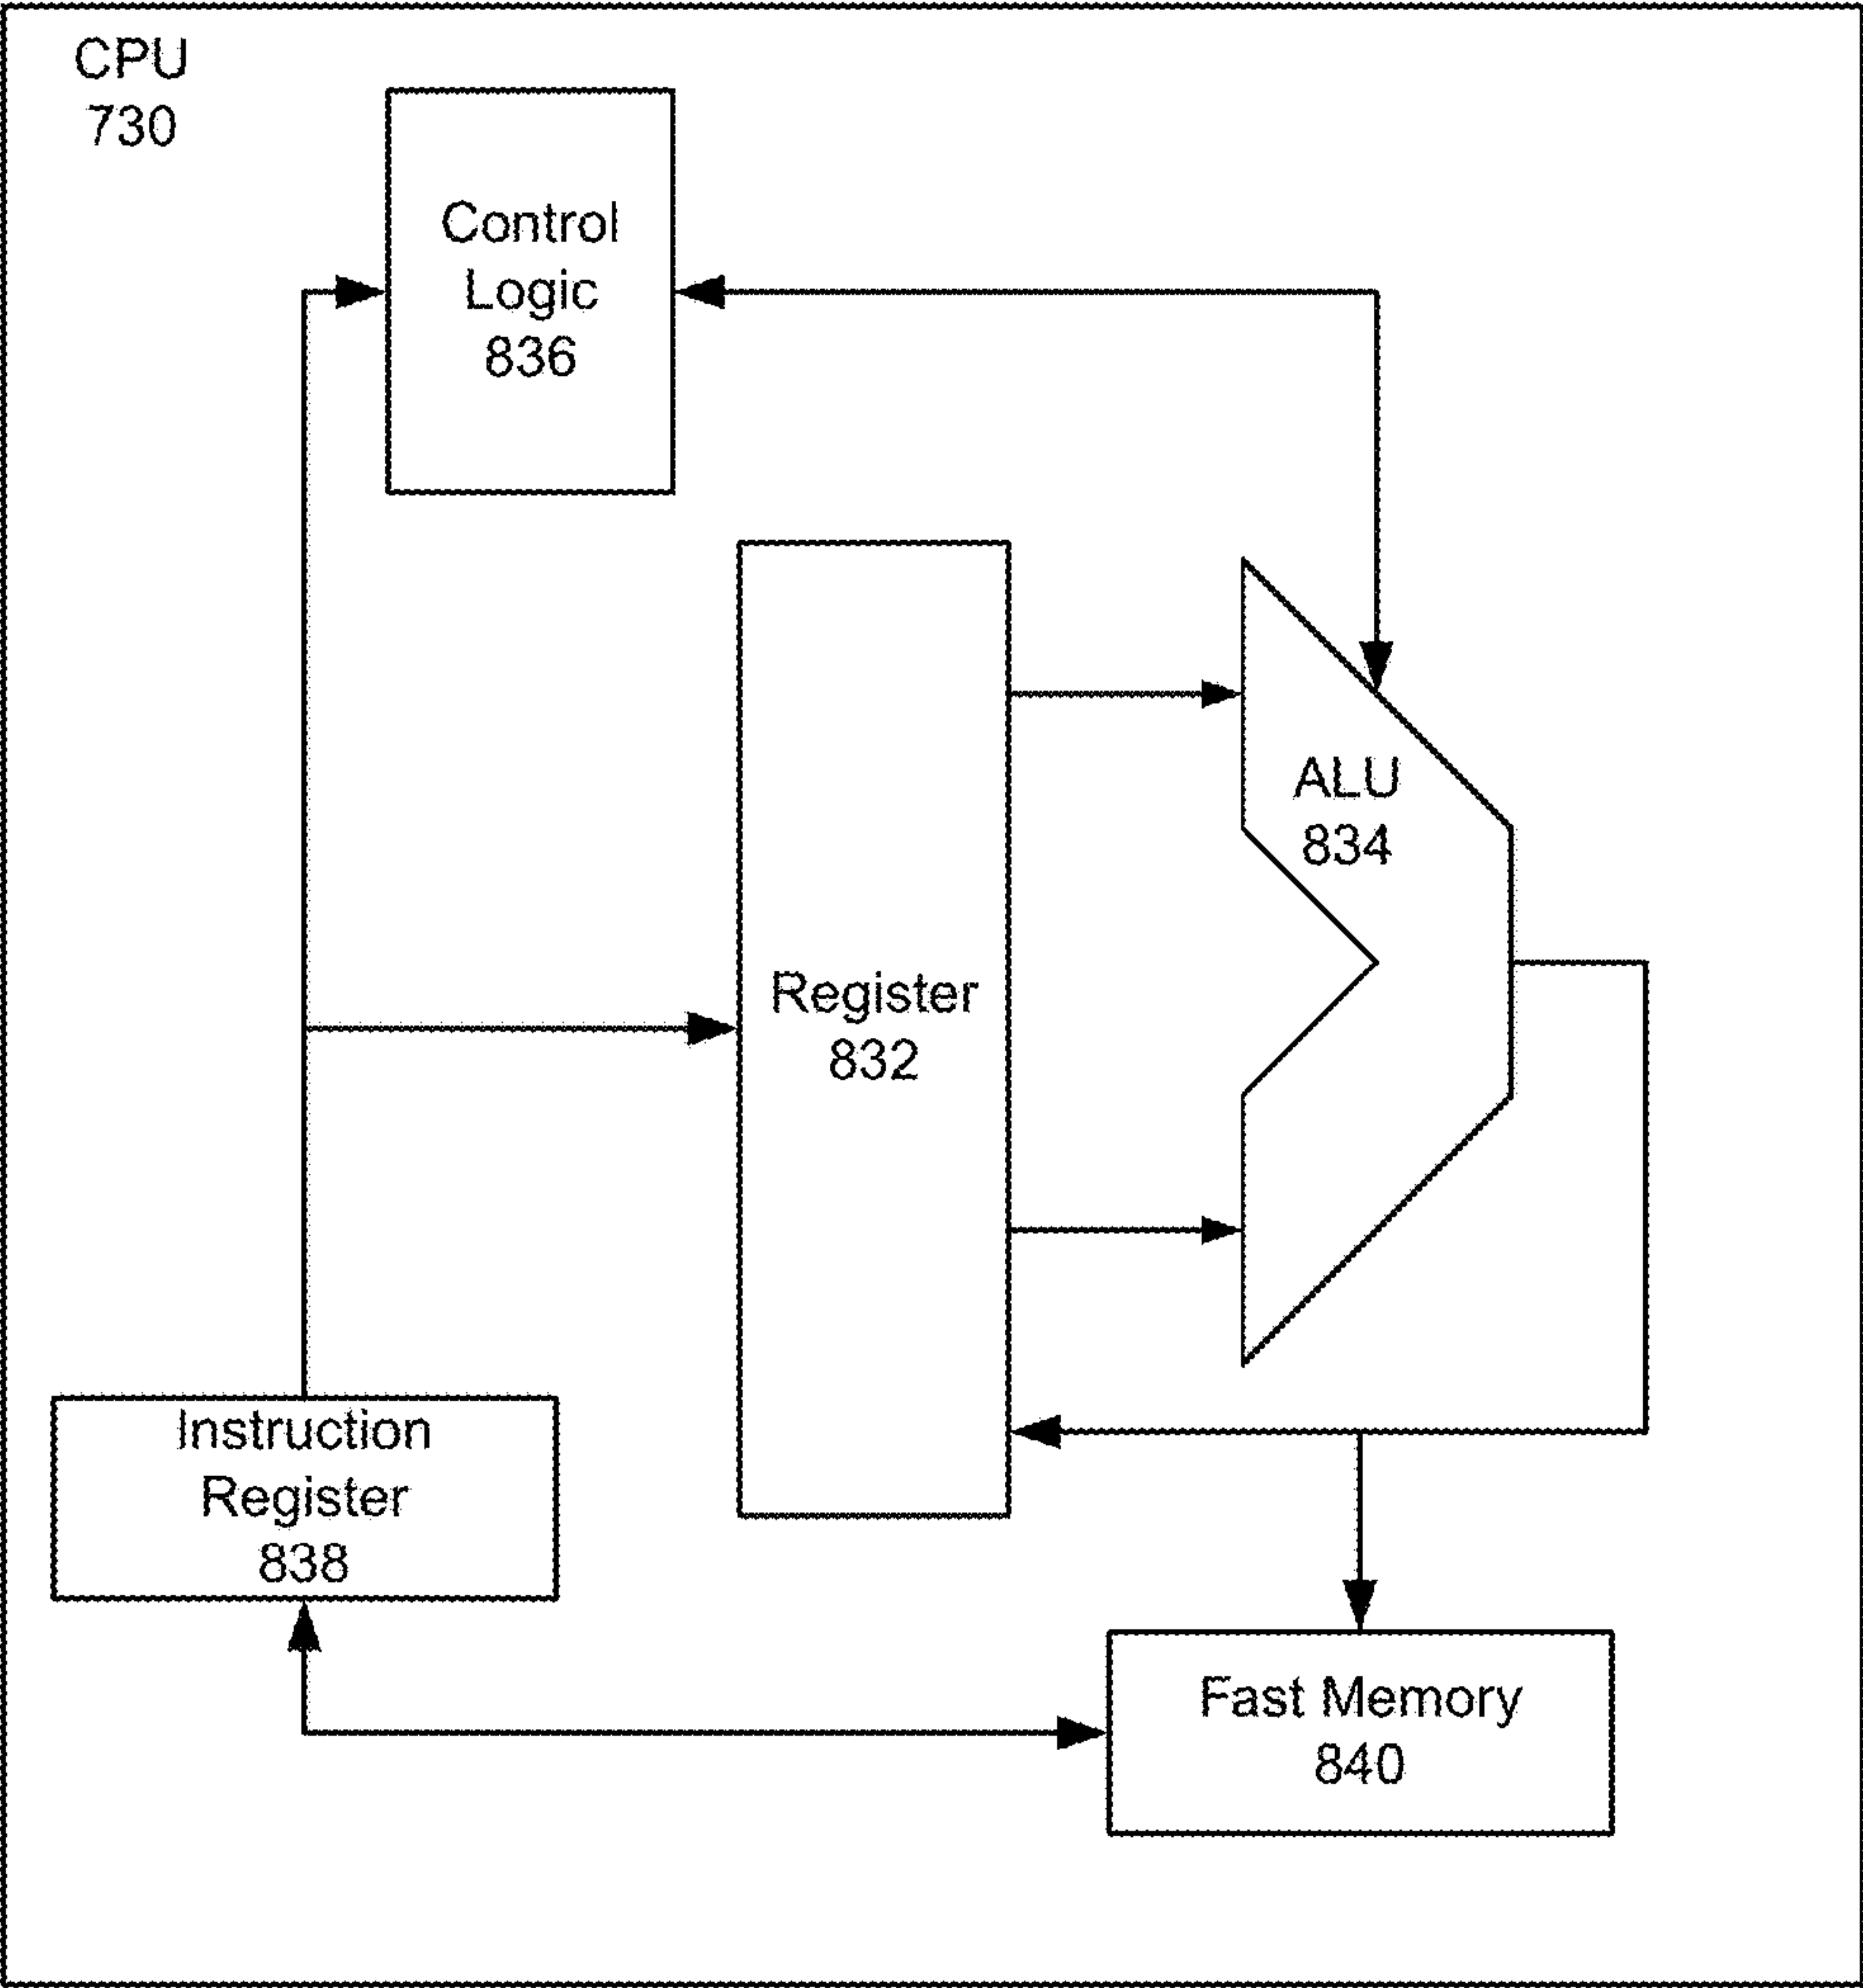 CPU
730
Control
Logic
836
ALU
834
Register
832
Instruction
Register
838
Fast Memory
840